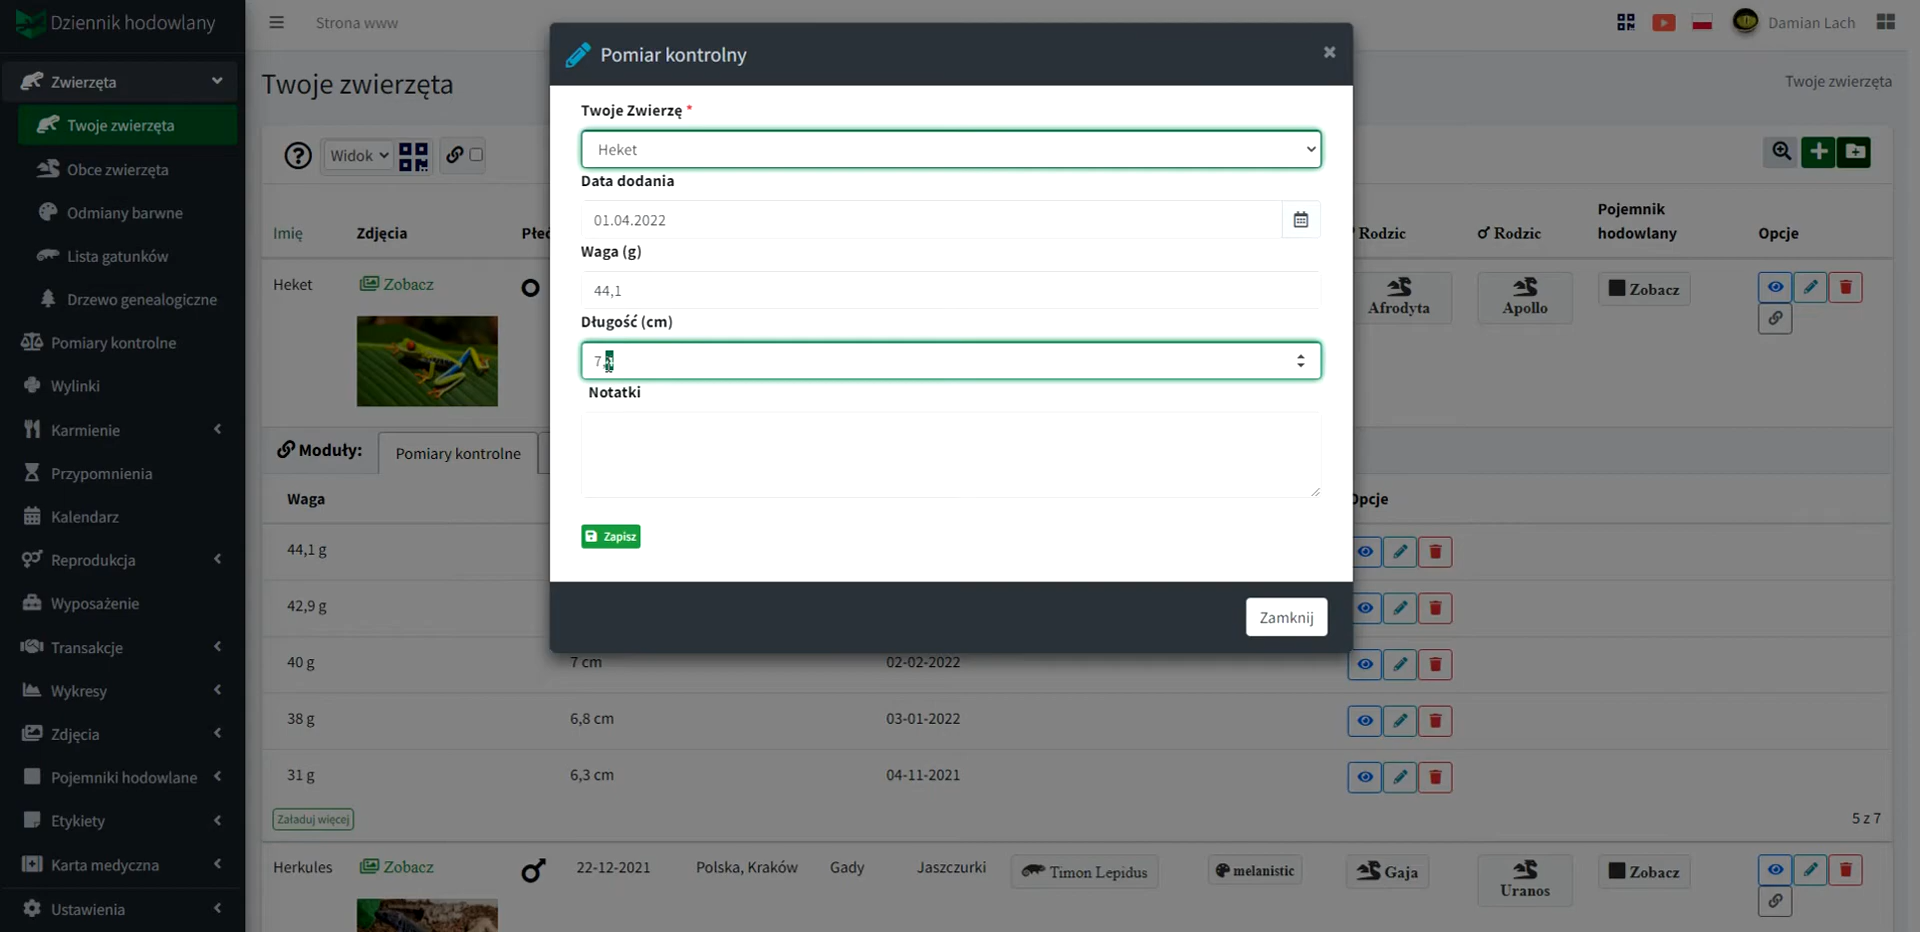 Dziennik hodowlany
Strona www
Damian Lach
Zwierzęta
Twoje zwierzęta
Obce zwierzęta
Odmiany barwne
Lista gatunków
Drzewo genealogiczne
Pomiary kontrolne
Wylinki
Karmienie
Przypomnienia
Kalendarz
Reprodukcja
Wyposażenie
Transakcje
Wykresy
Zdjęcia
Pojemniki hodowlane
Etykiety
Karta medyczna
Ustawienia
Twoje zwierzęta
Twoje zwierzęta
Widok
Imię Zdjęcia Płeć Rodzic ♂ Rodzic Pojemnik hodowlany Opcje
Heket Zobacz Afrodyta Apollo Zobacz
Moduły: Pomiary kontrolne
Waga Opcje
44,1 g
42,9 g
40 g 7 cm 02-02-2022
38 g 6,8 cm 03-01-2022
31 g 6,3 cm 04-11-2021
Załaduj więcej 5 z 7
Herkules Zobacz 22-12-2021 Polska, Kraków Gady Jaszczurki Timon Lepidus melanistic Gaja Uranos Zobacz
Pomiar kontrolny
×
Twoje Zwierzę *
Heket
Data dodania
01.04.2022
Waga (g)
44,1
Długość (cm)
7,
Notatki
Zapisz
Zamknij